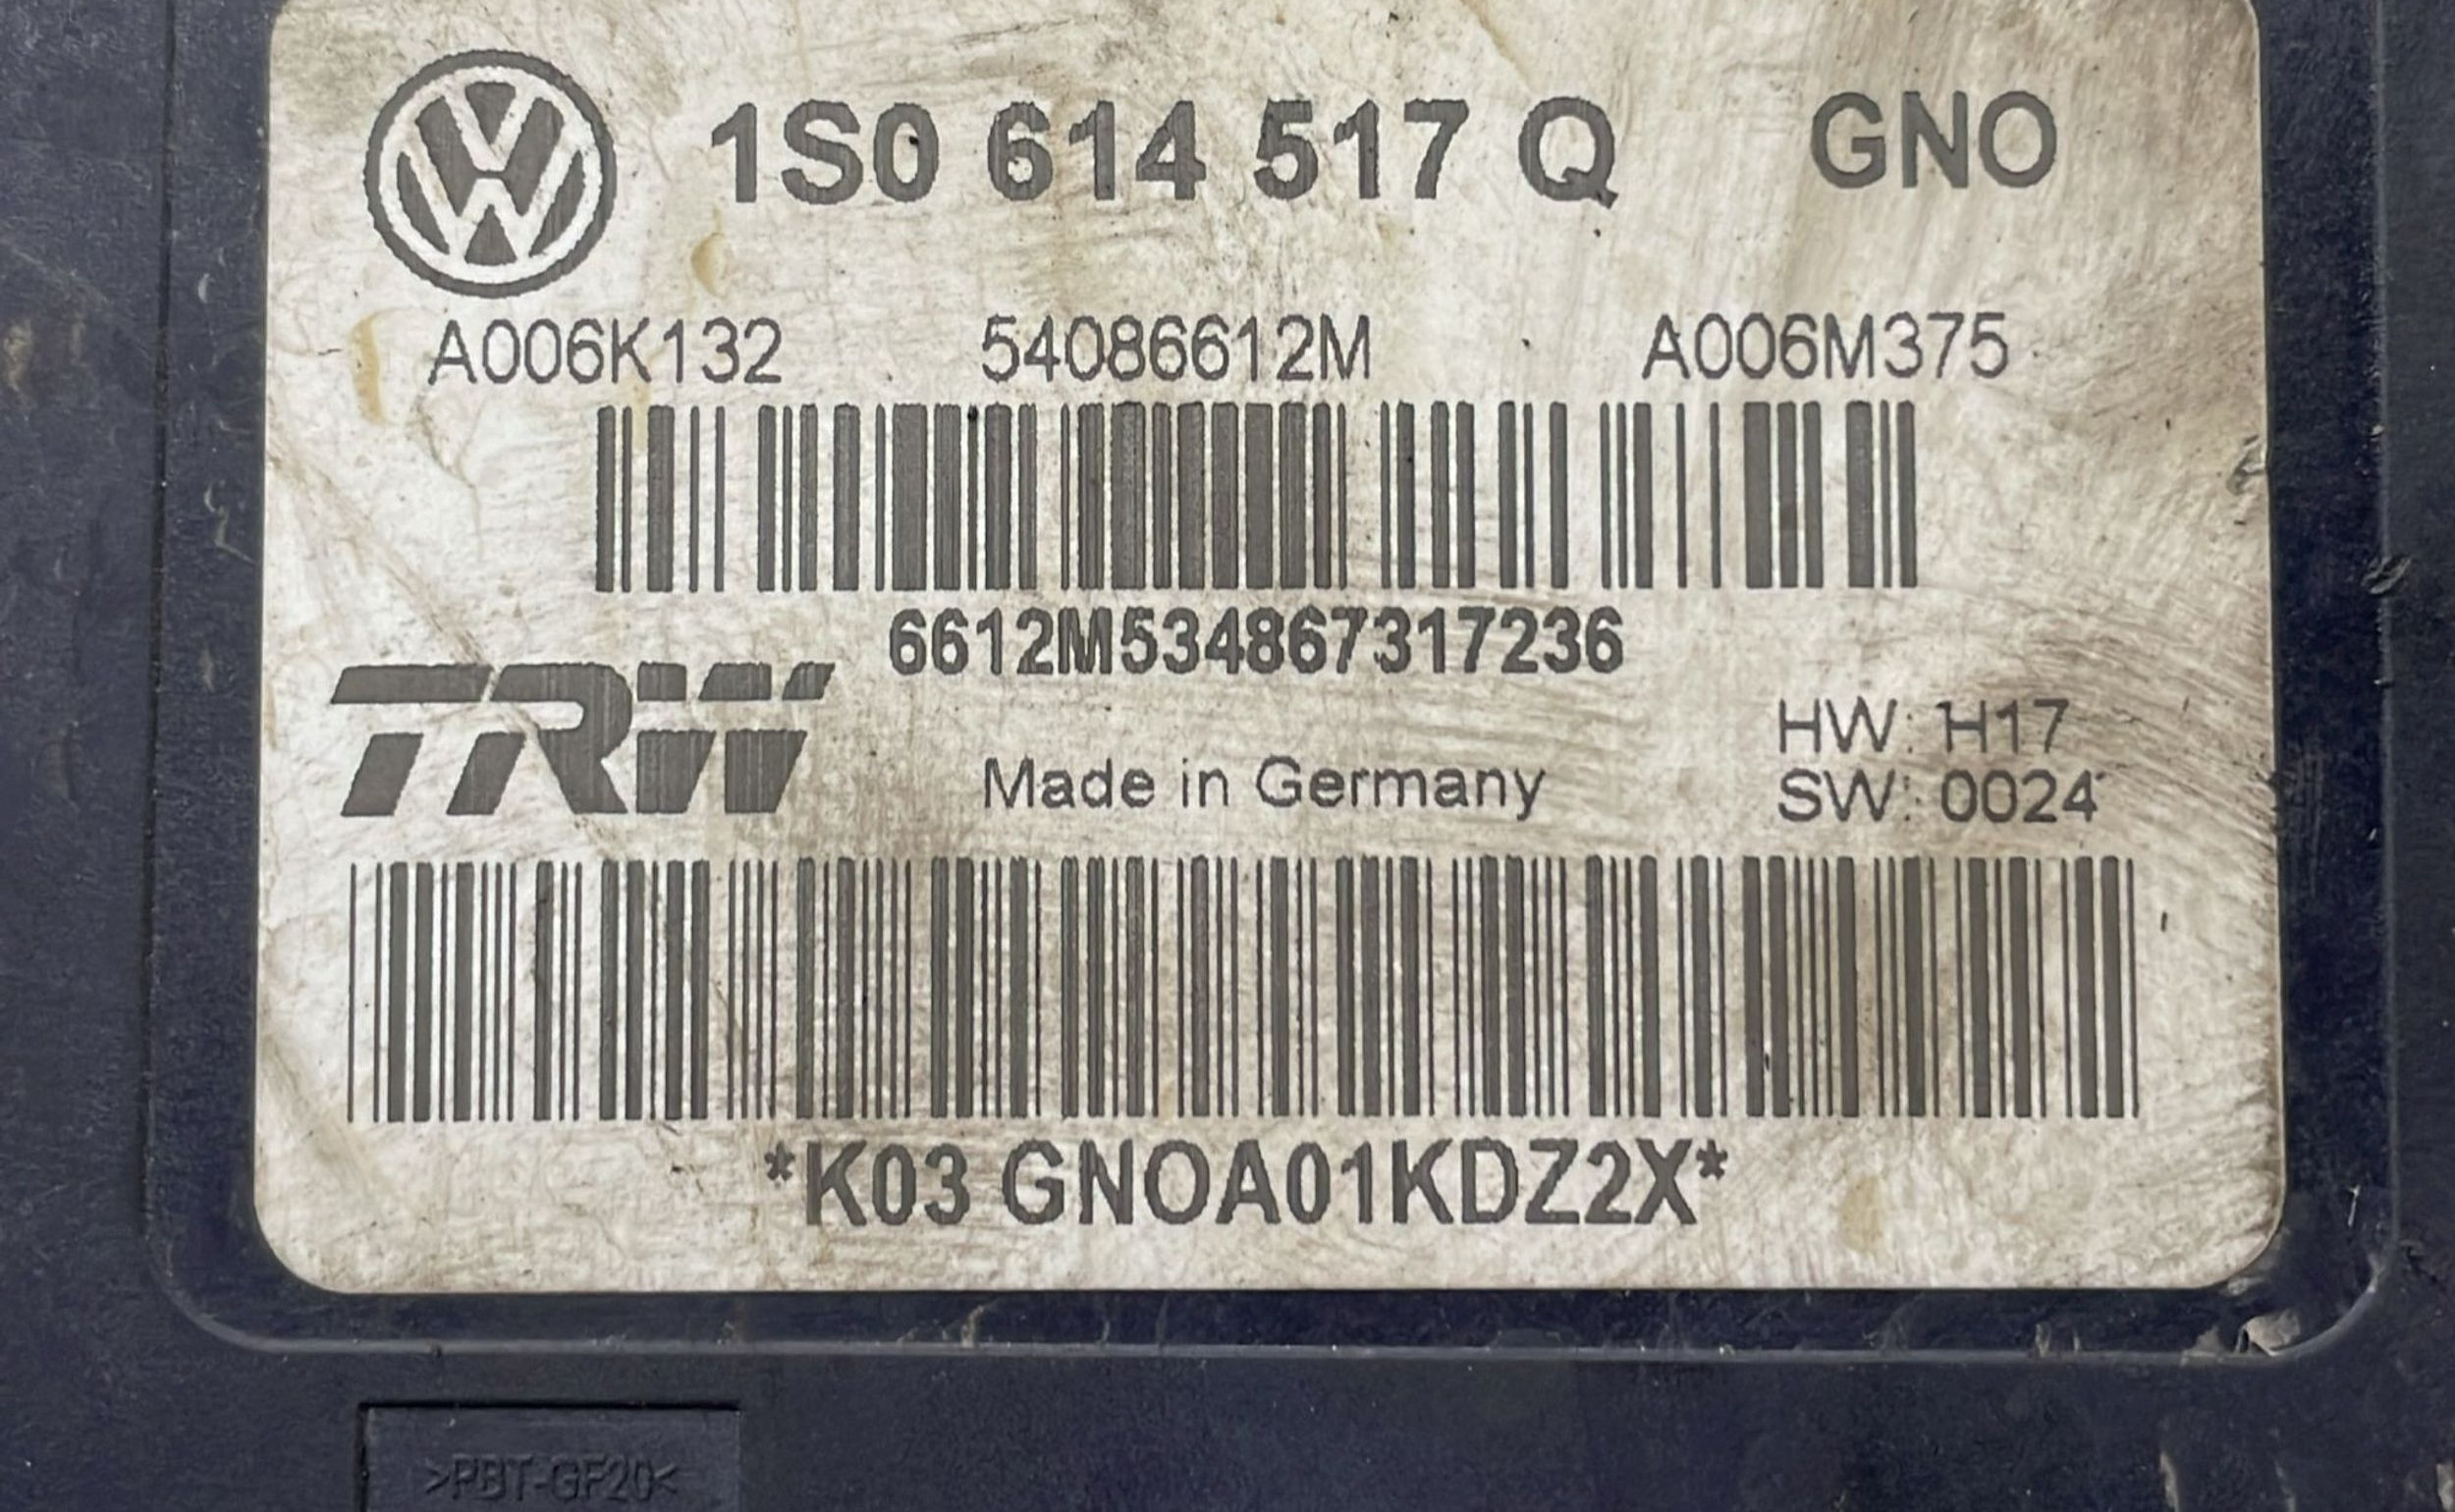 1S0 614 517 Q GNO
A006K132 54086612M A006M375
6612M534867317236
TRW
Made in Germany
HW: H17
SW: 0024
*K03 GNOA01KDZ2X*
>PBT-GF20<